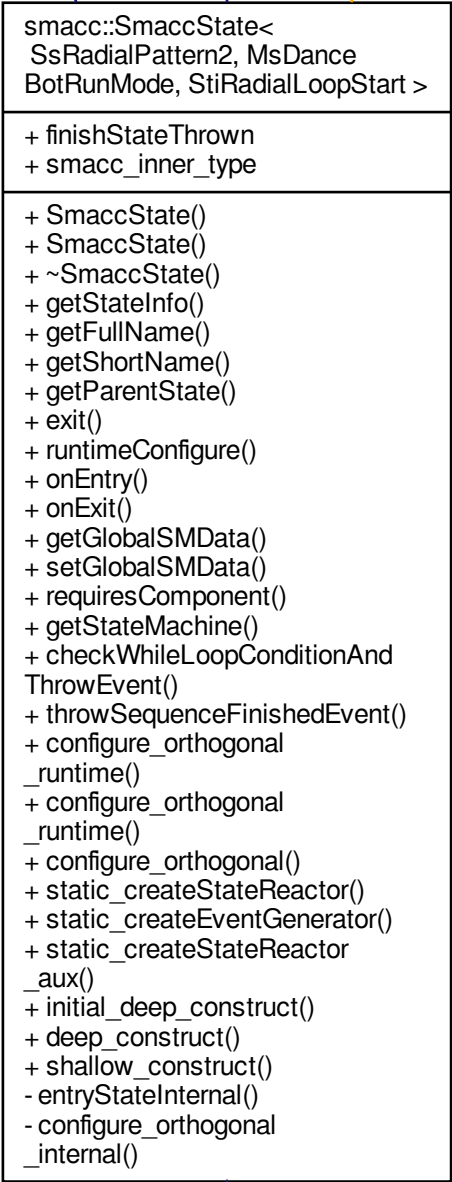 smacc::SmaccState<
SsRadialPattern2, MsDance
BotRunMode, StiRadialLoopStart >
+ finishStateThrown
+ smacc_inner_type
+ SmaccState()
+ SmaccState()
+ ~SmaccState()
+ getStateInfo()
+ getFullName()
+ getShortName()
+ getParentState()
+ exit()
+ runtimeConfigure()
+ onEntry()
+ onExit()
+ getGlobalSMData()
+ setGlobalSMData()
+ requiresComponent()
+ getStateMachine()
+ checkWhileLoopConditionAnd
ThrowEvent()
+ throwSequenceFinishedEvent()
+ configure_orthogonal
_runtime()
+ configure_orthogonal
_runtime()
+ configure_orthogonal()
+ static_createStateReactor()
+ static_createEventGenerator()
+ static_createStateReactor
_aux()
+ initial_deep_construct()
+ deep_construct()
+ shallow_construct()
- entryStateInternal()
- configure_orthogonal
_internal()